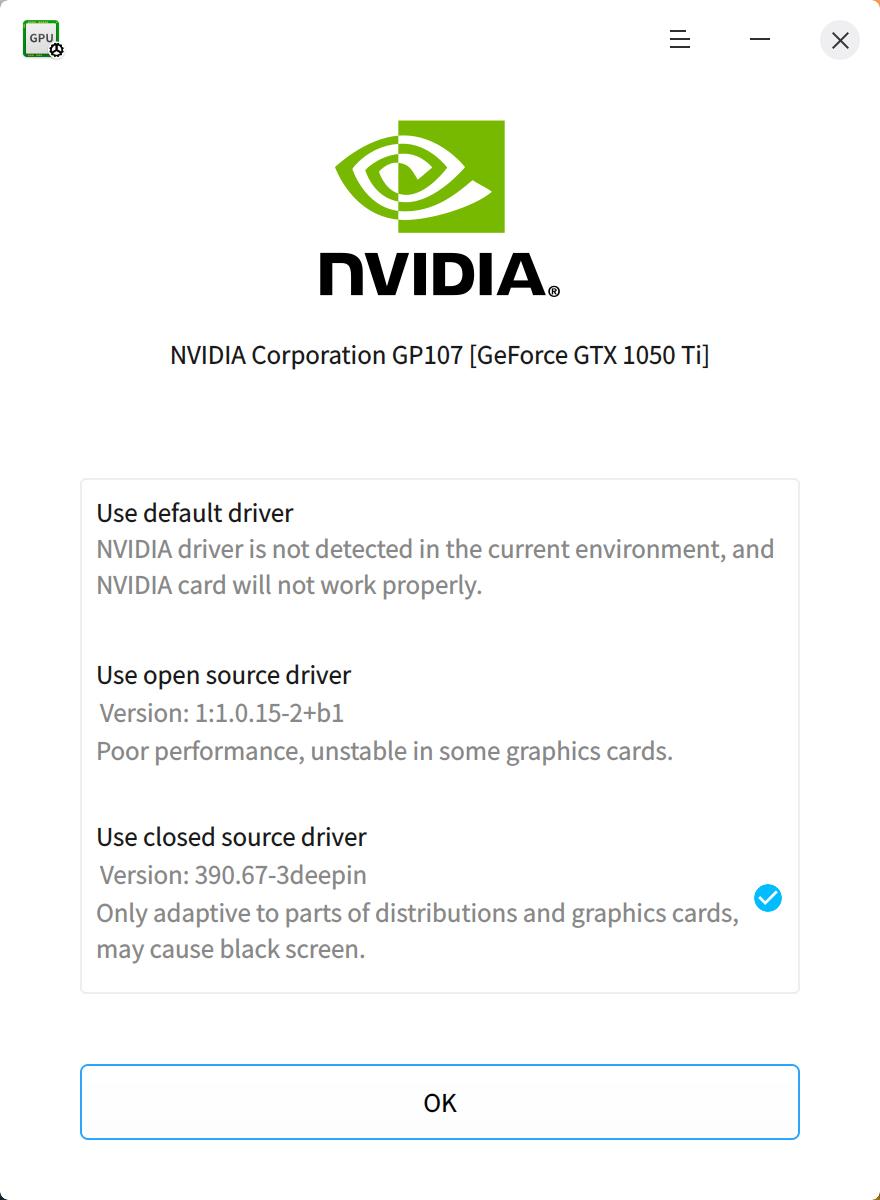 GPU
NVIDIA®
NVIDIA Corporation GP107 [GeForce GTX 1050 Ti]
Use default driver
NVIDIA driver is not detected in the current environment, and
NVIDIA card will not work properly.
Use open source driver
Version: 1:1.0.15-2+b1
Poor performance, unstable in some graphics cards.
Use closed source driver
Version: 390.67-3deepin
Only adaptive to parts of distributions and graphics cards,
may cause black screen.
OK